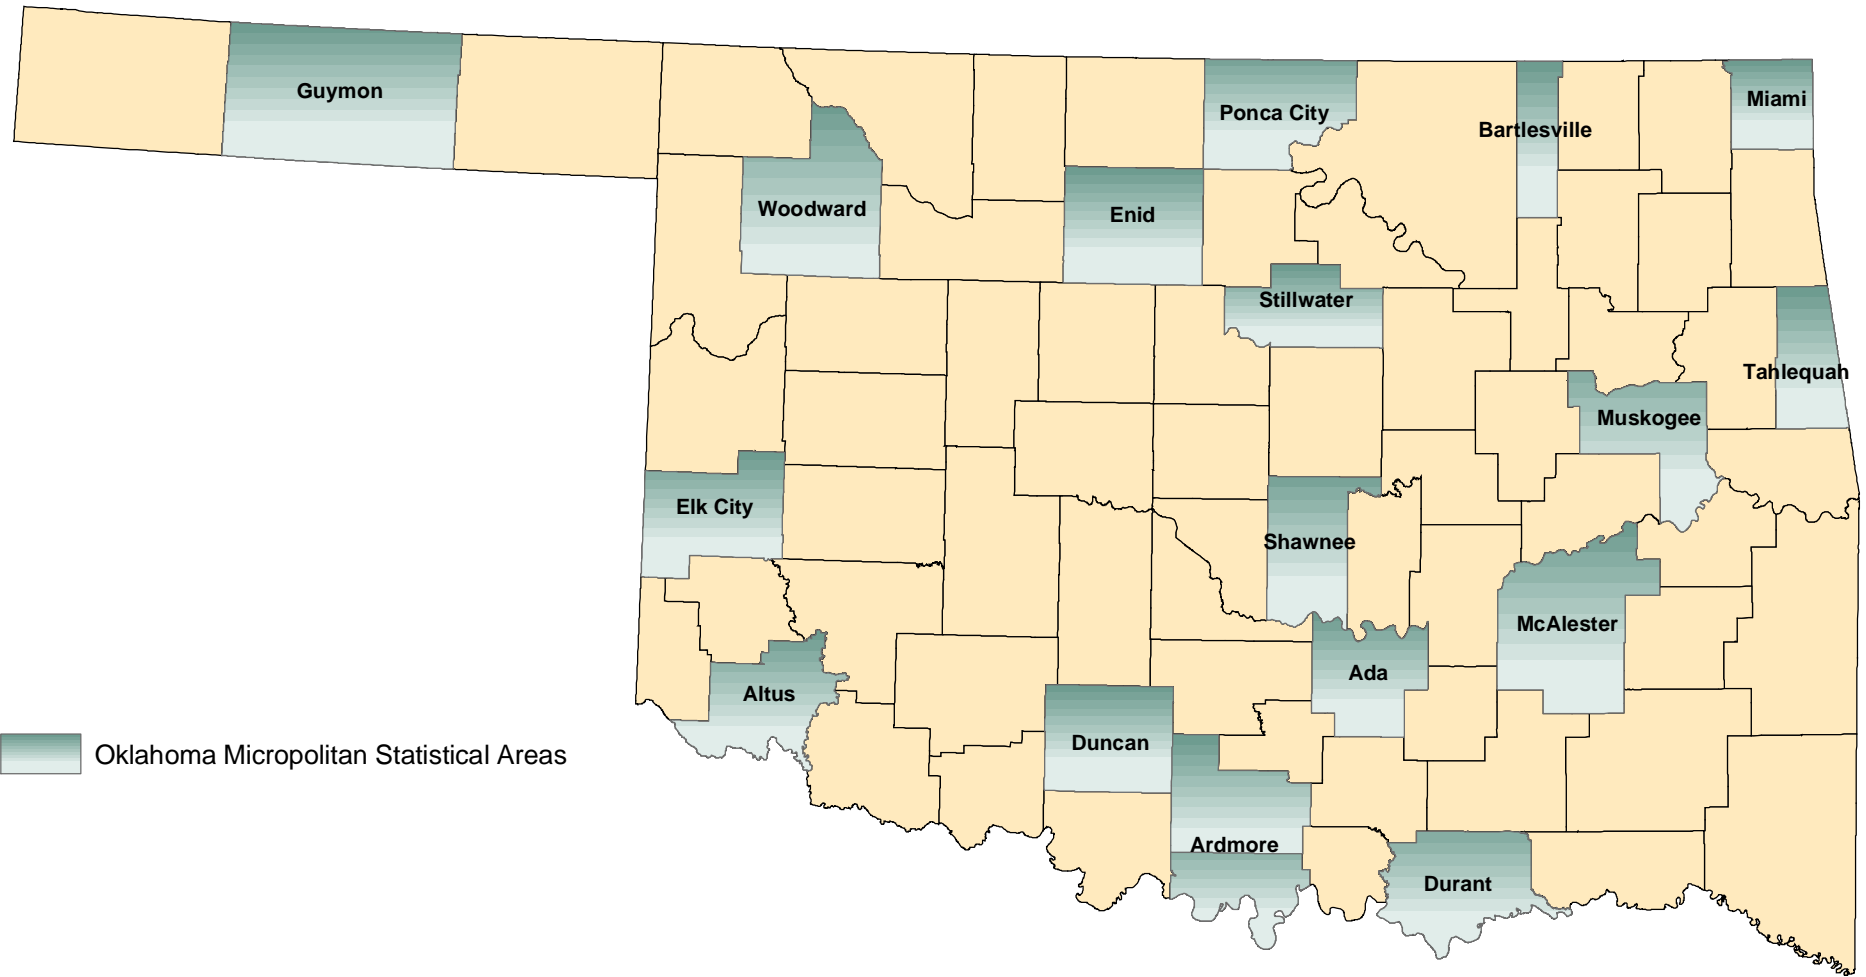 Guymon
Ponca City
Miami
Bartlesville
Woodward
Enid
Stillwater
Tahlequah
Muskogee
Elk City
Shawnee
McAlester
Ada
Altus
Duncan
Oklahoma Micropolitan Statistical Areas
Ardmore
Durant